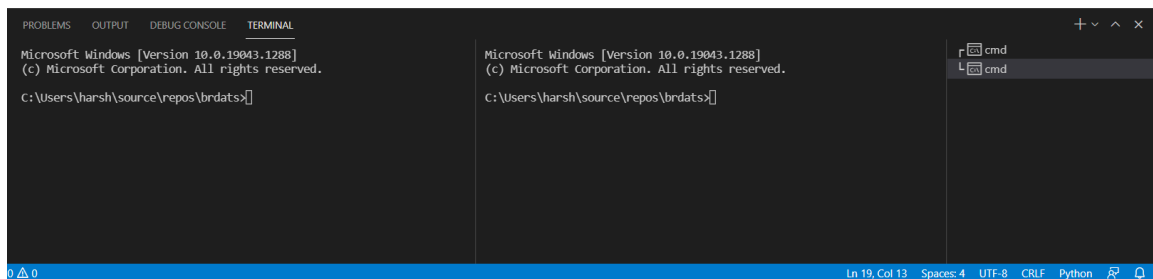 PROBLEMS OUTPUT DEBUG CONSOLE TERMINAL
Microsoft Windows [Version 10.0.19043.1288]
(c) Microsoft Corporation. All rights reserved.
C:\Users\harsh\source\repos\brdats>
Microsoft Windows [Version 10.0.19043.1288]
(c) Microsoft Corporation. All rights reserved.
C:\Users\harsh\source\repos\brdats>
cmd
cmd
0 0 Ln 19, Col 13 Spaces: 4 UTF-8 CRLF Python